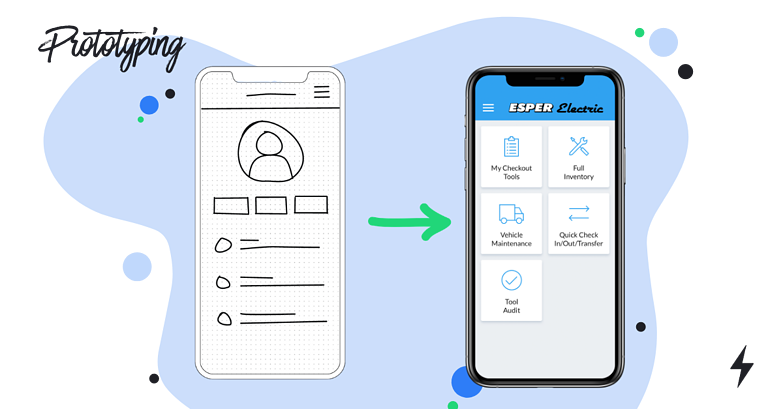 Prototyping
ESPER Electric
My Checkout
Tools
Full
Inventory
Vehicle
Maintenance
Quick Check
In/Out/Transfer
Tool
Audit